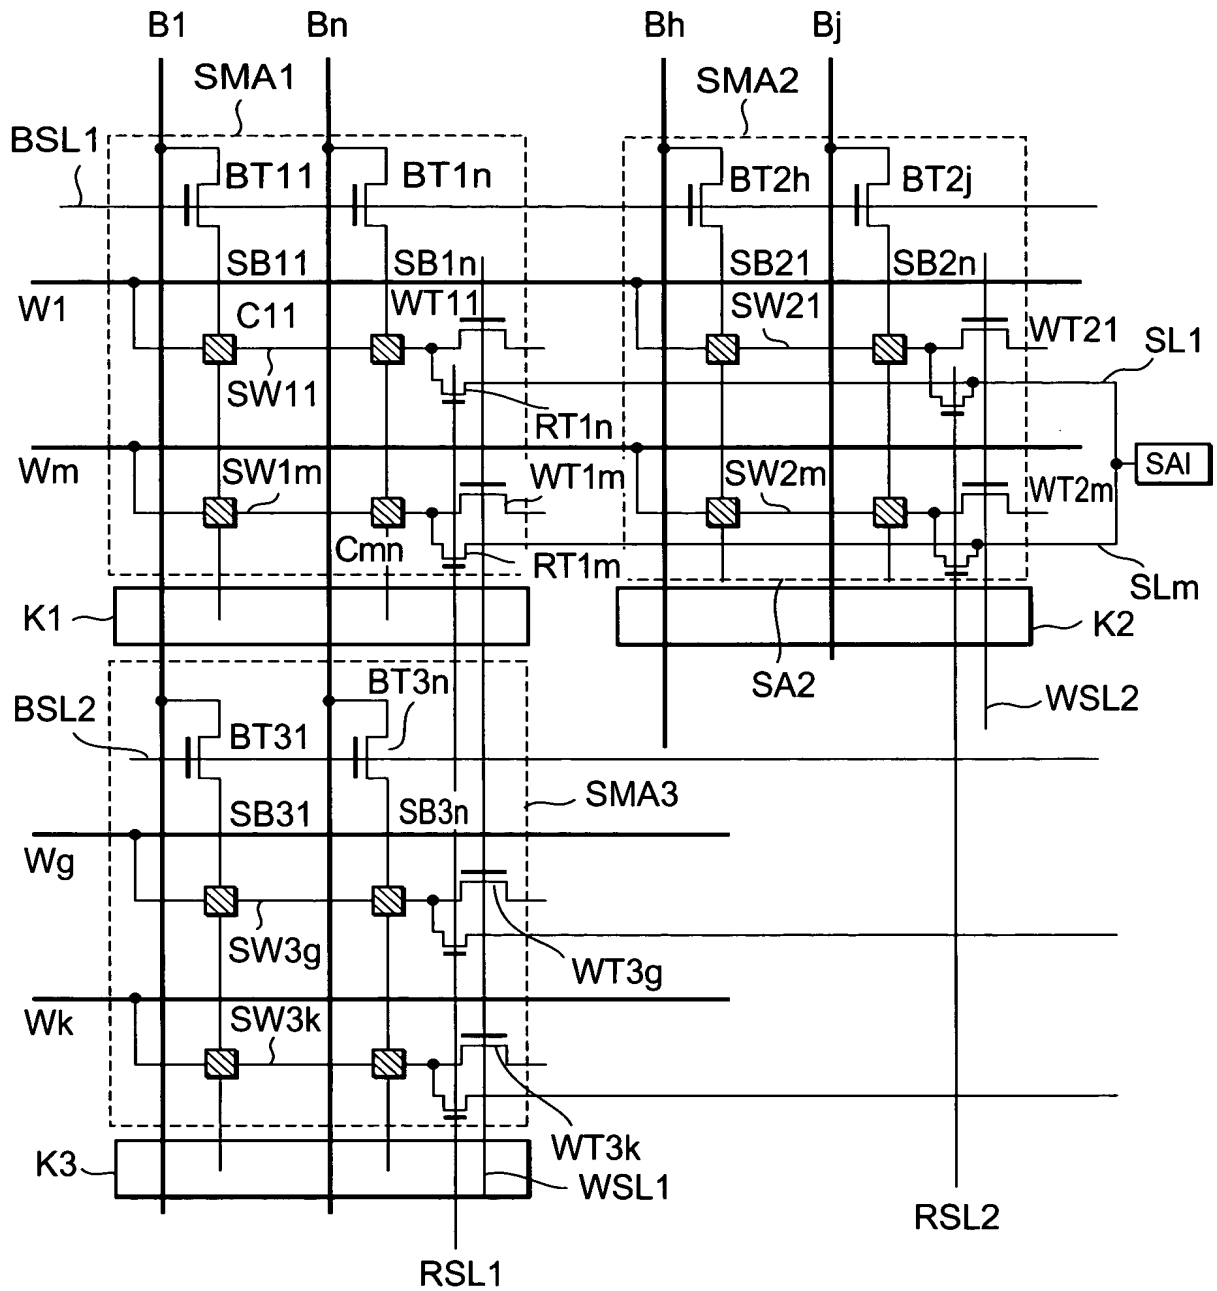 B1 Bn Bh Bj
SMA1 SMA2
BSL1
BT11 BT1n BT2h BT2j
SB11 SB1n SB21 SB2n
W1
C11 WT11 SW21 WT21
SL1
SW11
RT1n
Wm SW1m WT1m SW2m WT2m
SAI
Cmn RT1m
SLm
K1 K2
SA2
BT3n
BSL2 WSL2
BT31
SMA3
SB31 SB3n
Wg
SW3g WT3g
Wk SW3k
WT3k
K3 WSL1
RSL2
RSL1